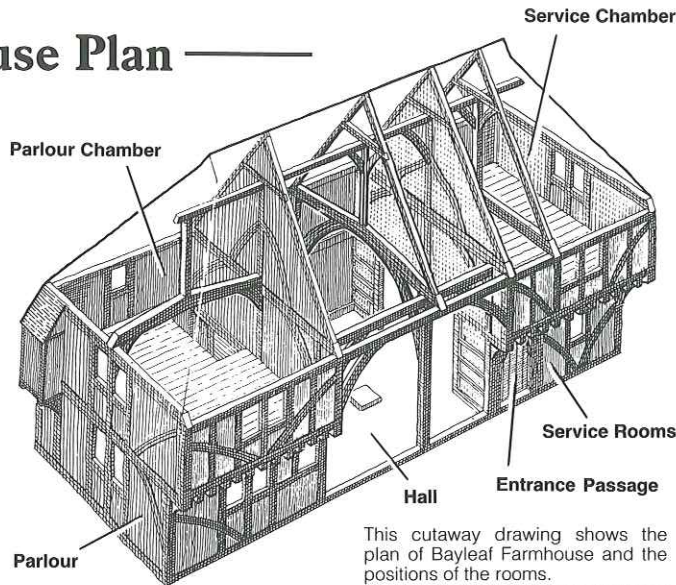 use Plan
Service Chamber
Parlour Chamber
Service Rooms
Entrance Passage
Hall
Parlour
This cutaway drawing shows the
plan of Bayleaf Farmhouse and the
positions of the rooms.